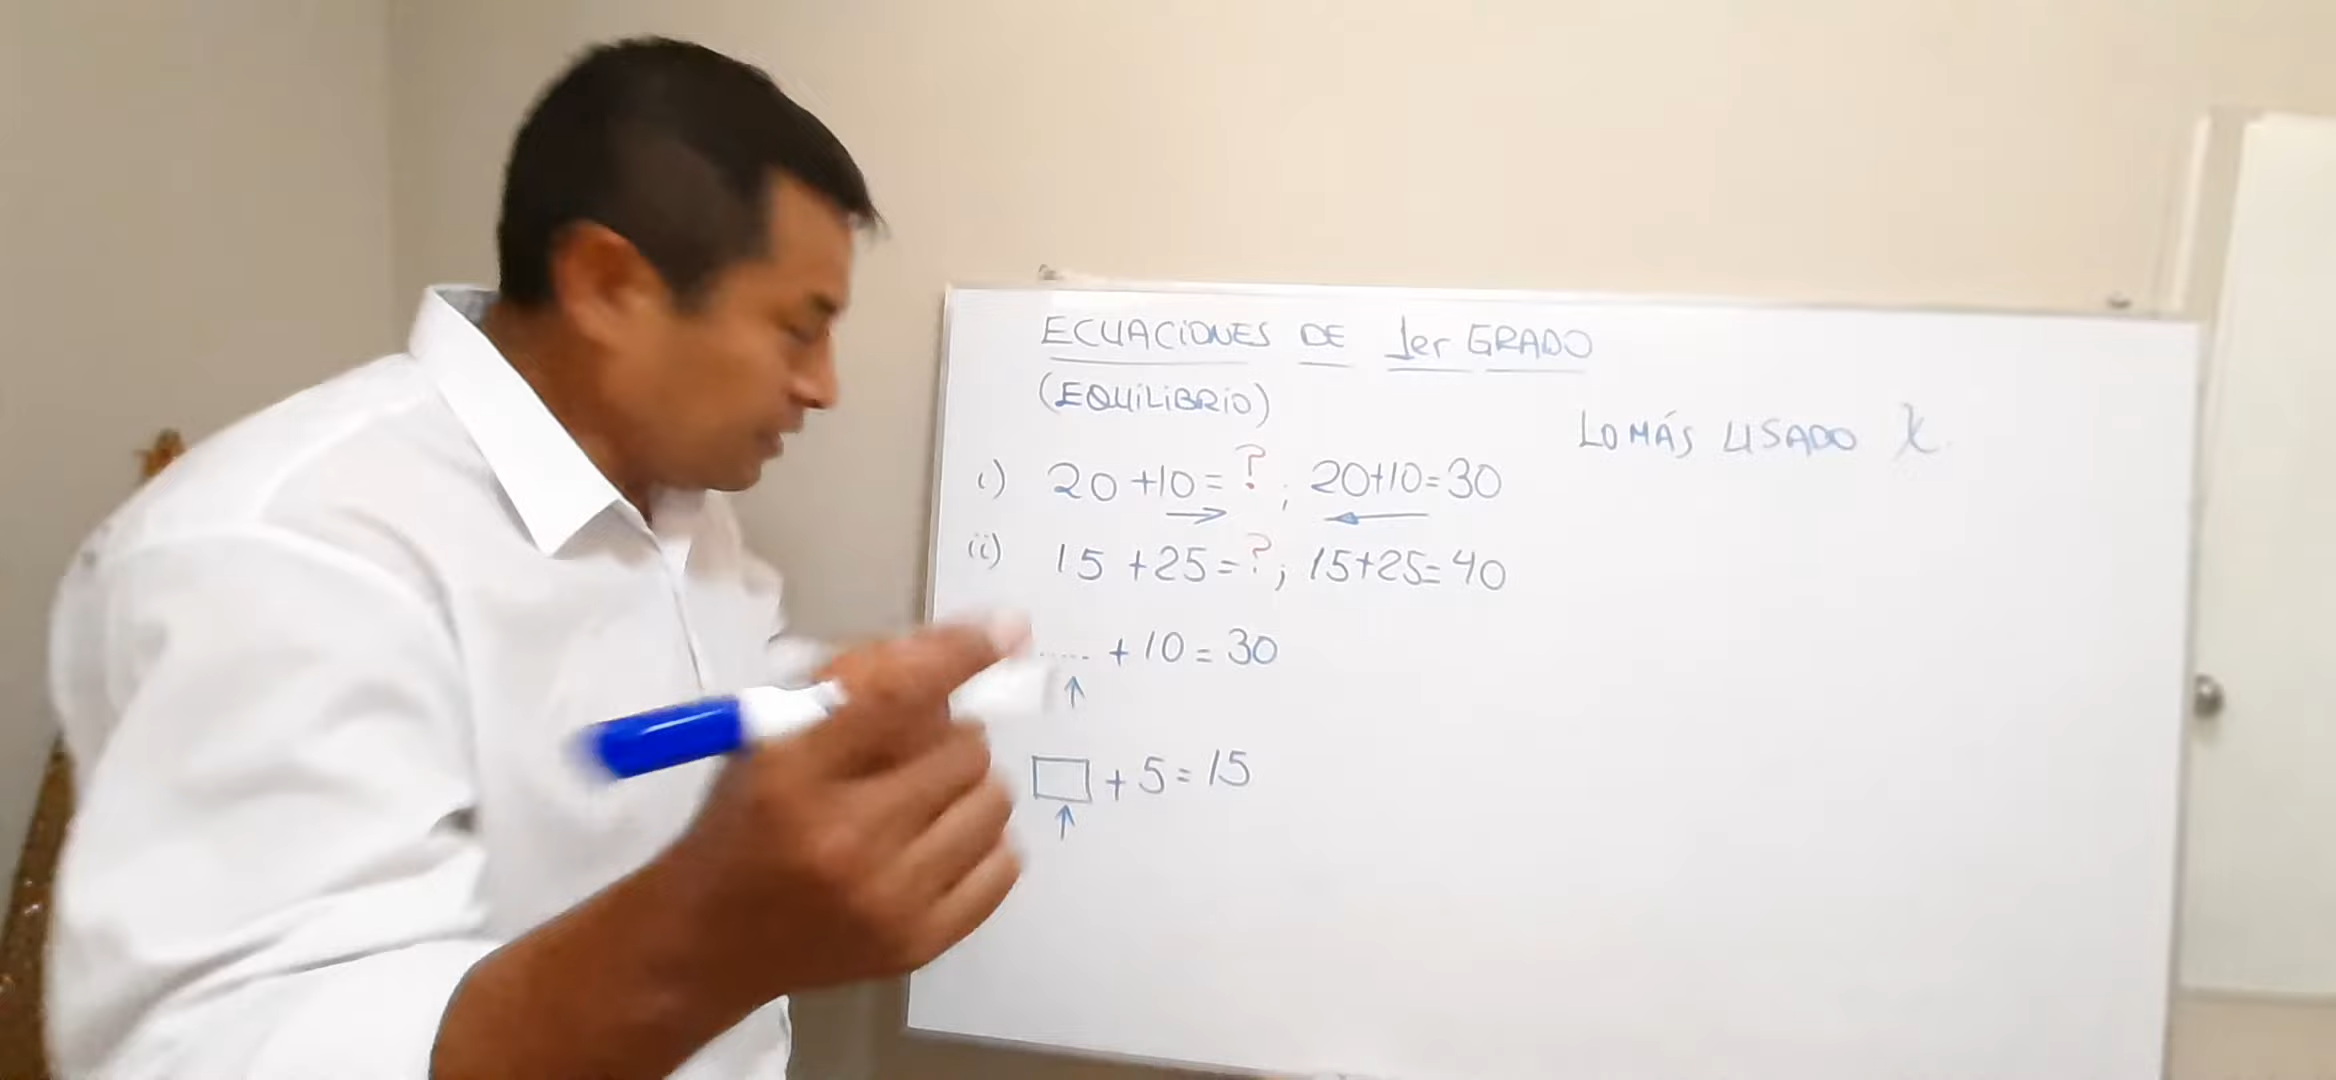 ECUACIONES DE 1er GRADO
(EQUILIBRIO)
LO MÁS USADO X
i) 20 +10 = ? ; 20+10=30
ii) 15 +25 = ? ; 15+25= 40
..... + 10 = 30
□ + 5 = 15